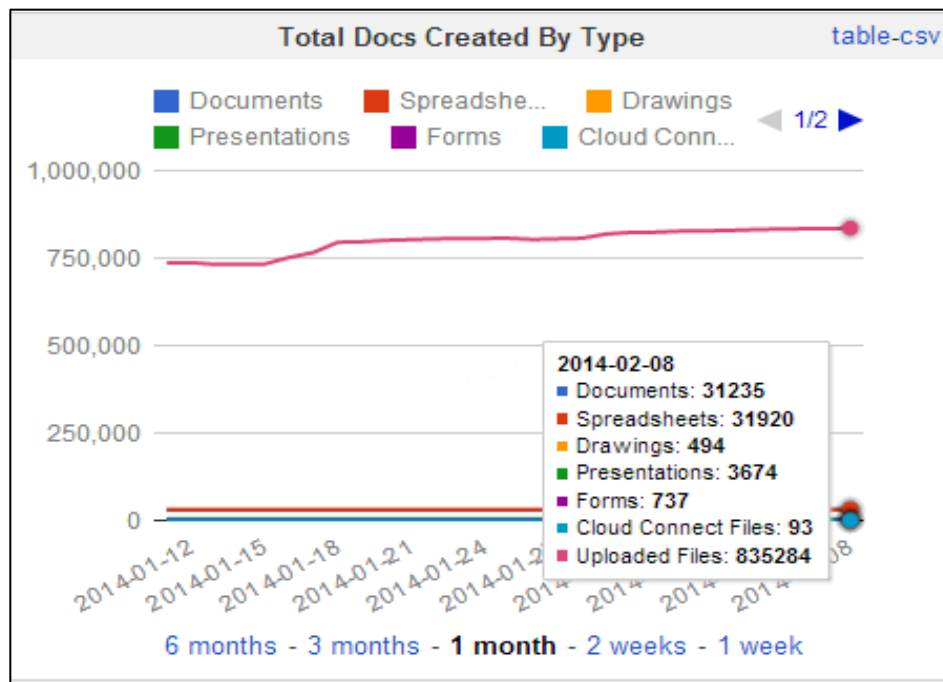 Total Docs Created By Type
table-csv
Documents Spreadshe... Drawings
Presentations Forms Cloud Conn...
1/2
1,000,000
750,000
500,000
250,000
0
2014-02-08
Documents: 31235
Spreadsheets: 31920
Drawings: 494
Presentations: 3674
Forms: 737
Cloud Connect Files: 93
Uploaded Files: 835284
2014-01-12
2014-01-15
2014-01-18
2014-01-21
2014-01-24
6 months - 3 months - 1 month - 2 weeks - 1 week